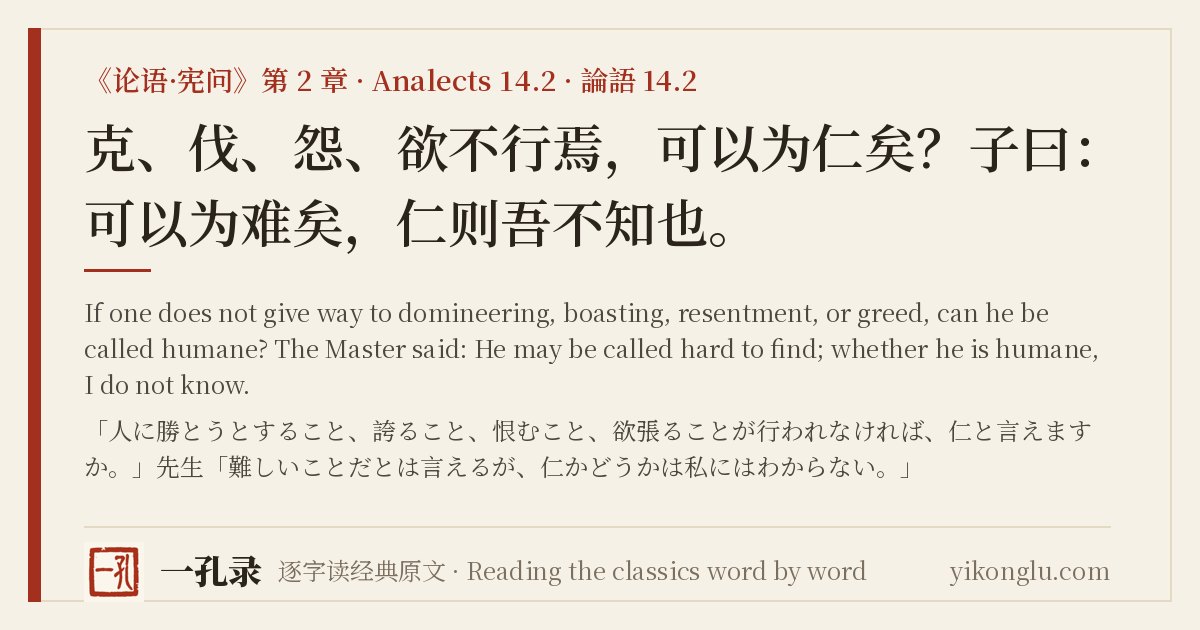 《论语·宪问》第 2 章 · Analects 14.2 · 論語 14.2
克、伐、怨、欲不行焉，可以为仁矣？子曰：
可以为难矣，仁则吾不知也。
If one does not give way to domineering, boasting, resentment, or greed, can he be
called humane? The Master said: He may be called hard to find; whether he is humane,
I do not know.
「人に勝とうとすること、誇ること、恨むこと、欲張ることが行われなければ、仁と言えます
か。」先生「難しいことだとは言えるが、仁かどうかは私にはわからない。」
一孔
一孔录 逐字读经典原文 · Reading the classics word by word yikonglu.com